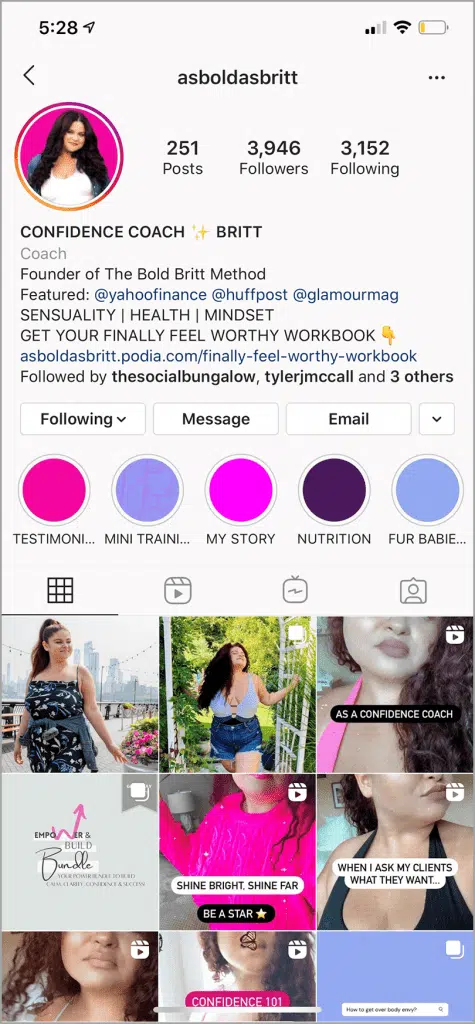 5:28
asboldasbritt
251
3,946
3,152
Posts
Followers
Following
CONFIDENCE COACH ✨ BRITT
Coach
Founder of The Bold Britt Method
Featured: @yahoofinance @huffpost @glamourmag
SENSUALITY | HEALTH | MINDSET
GET YOUR FINALLY FEEL WORTHY WORKBOOK 👇
asboldasbritt.podia.com/finally-feel-worthy-workbook
Followed by thesocialbungalow, tylerjmccall and 3 others
Following
Message
Email
TESTIMONI...
MINI TRAINI...
MY STORY
NUTRITION
FUR BABIE...
AS A CONFIDENCE COACH
EMPOWER &
BUILD
Bundle
YOUR POWER BUNDLE TO BUILD
CALM, CLARITY, CONFIDENCE & SUCCESS!
SHINE BRIGHT, SHINE FAR
BE A STAR ⭐
WHEN I ASK MY CLIENTS
WHAT THEY WANT...
CONFIDENCE 101
How to get over body envy?